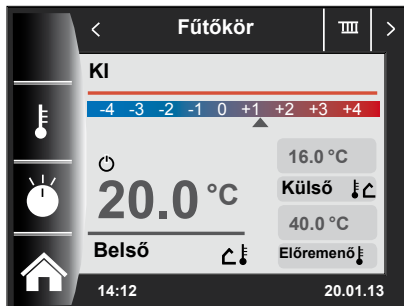 < Fűtőkör >
KI
-4 -3 -2 -1 0 +1 +2 +3 +4
16.0 °C
20.0 °C
Külső
40.0 °C
Belső
Előremenő
14:12 20.01.13